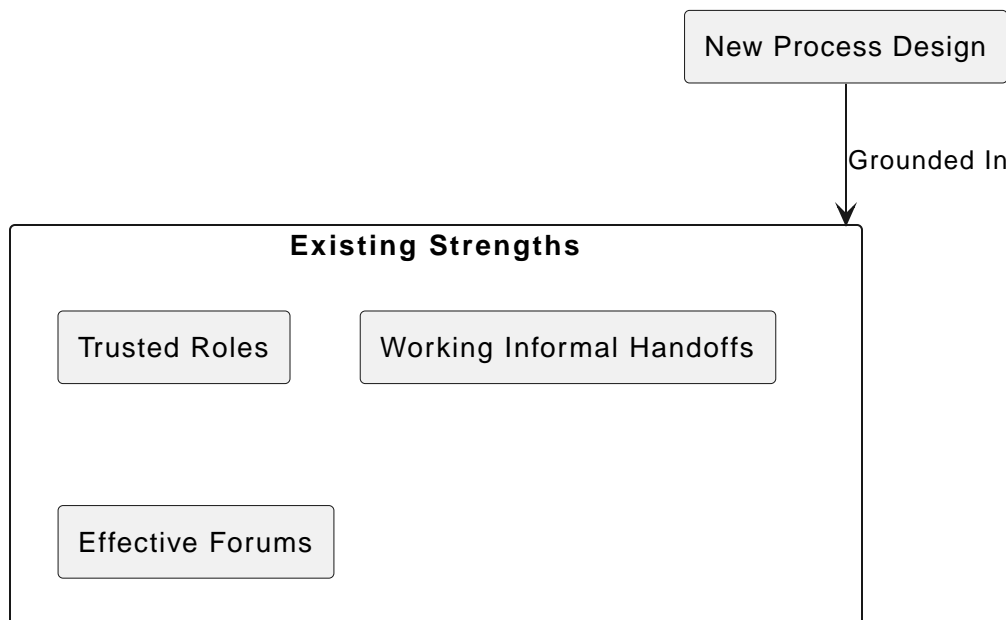 New Process Design
Grounded In
Existing Strengths
Trusted Roles
Working Informal Handoffs
Effective Forums